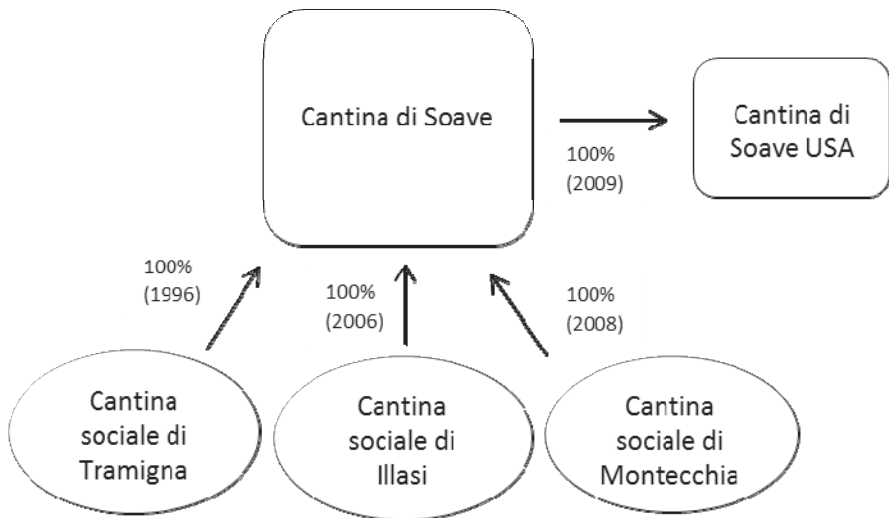 Cantina di Soave
Cantina di
Soave USA
100%
(2009)
100%
(1996)
100%
(2006)
100%
(2008)
Cantina
sociale di
Tramigna
Cantina
sociale di
Illasi
Cantina
sociale di
Montecchia